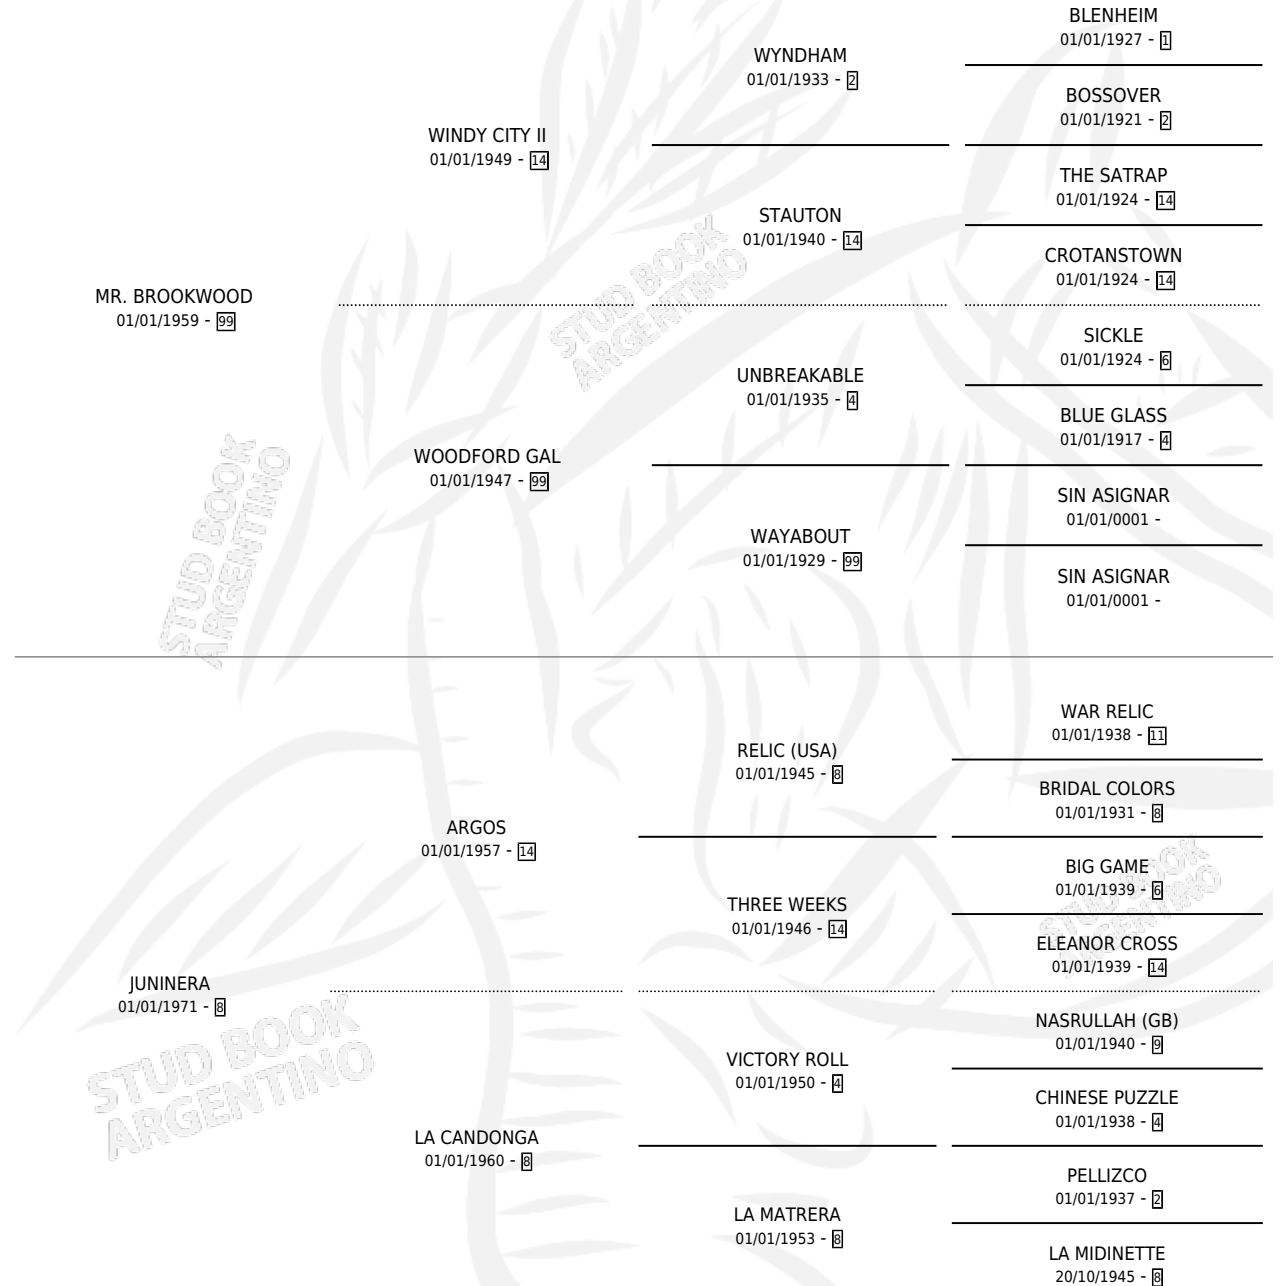 BLENHEIM
01/01/1927 - 1
WYNDHAM
01/01/1933 - 2
BOSSOVER
01/01/1921 - 2
WINDY CITY II
01/01/1949 - 14
THE SATRAP
01/01/1924 - 14
STAUTON
01/01/1940 - 14
CROTANSTOWN
01/01/1924 - 14
MR. BROOKWOOD
01/01/1959 - 99
SICKLE
01/01/1924 - 6
UNBREAKABLE
01/01/1935 - 4
BLUE GLASS
01/01/1917 - 4
WOODFORD GAL
01/01/1947 - 99
SIN ASIGNAR
01/01/0001 -
WAYABOUT
01/01/1929 - 99
SIN ASIGNAR
01/01/0001 -
WAR RELIC
01/01/1938 - 11
RELIC (USA)
01/01/1945 - 8
BRIDAL COLORS
01/01/1931 - 8
ARGOS
01/01/1957 - 14
BIG GAME
01/01/1939 - 6
THREE WEEKS
01/01/1946 - 14
ELEANOR CROSS
01/01/1939 - 14
JUNINERA
01/01/1971 - 8
NASRULLAH (GB)
01/01/1940 - 9
VICTORY ROLL
01/01/1950 - 4
CHINESE PUZZLE
01/01/1938 - 4
LA CANDONGA
01/01/1960 - 8
PELLIZCO
01/01/1937 - 2
LA MATRERA
01/01/1953 - 8
LA MIDINETTE
20/10/1945 - 8
STUD BOOK
ARGENTINO
STUD BOOK
ARGENTINO
STUD BOOK
ARGENTINO
STUD BOOK
ARGENTINO